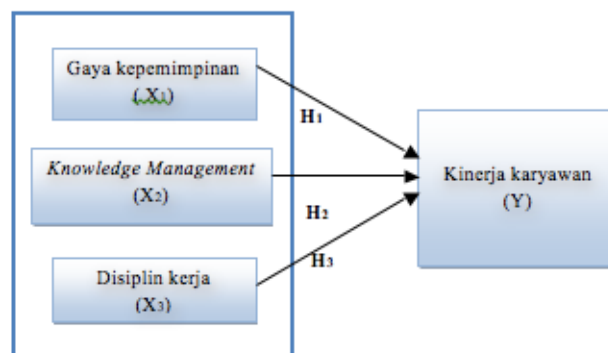 Gaya kepemimpinan
(.X1)
H1
Knowledge Management
(X2)
Kinerja karyawan
(Y)
H2
H3
Disiplin kerja
(X3)